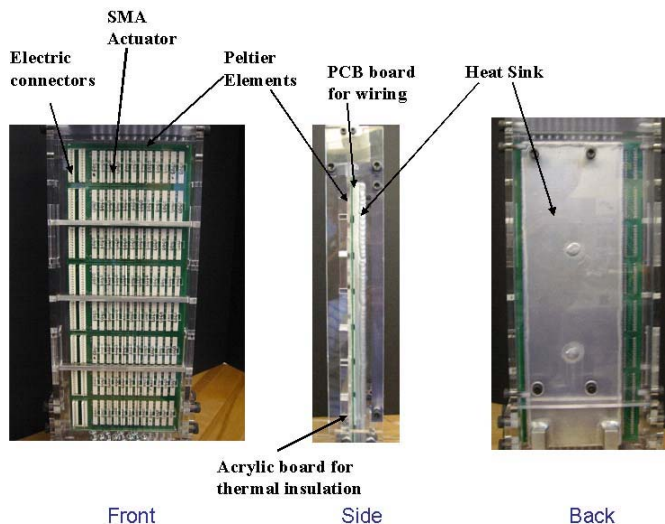 SMA
Actuator
Electric
connectors
Peltier
Elements
PCB board
for wiring
Heat Sink
Acrylic board for
thermal insulation
Front
Side
Back